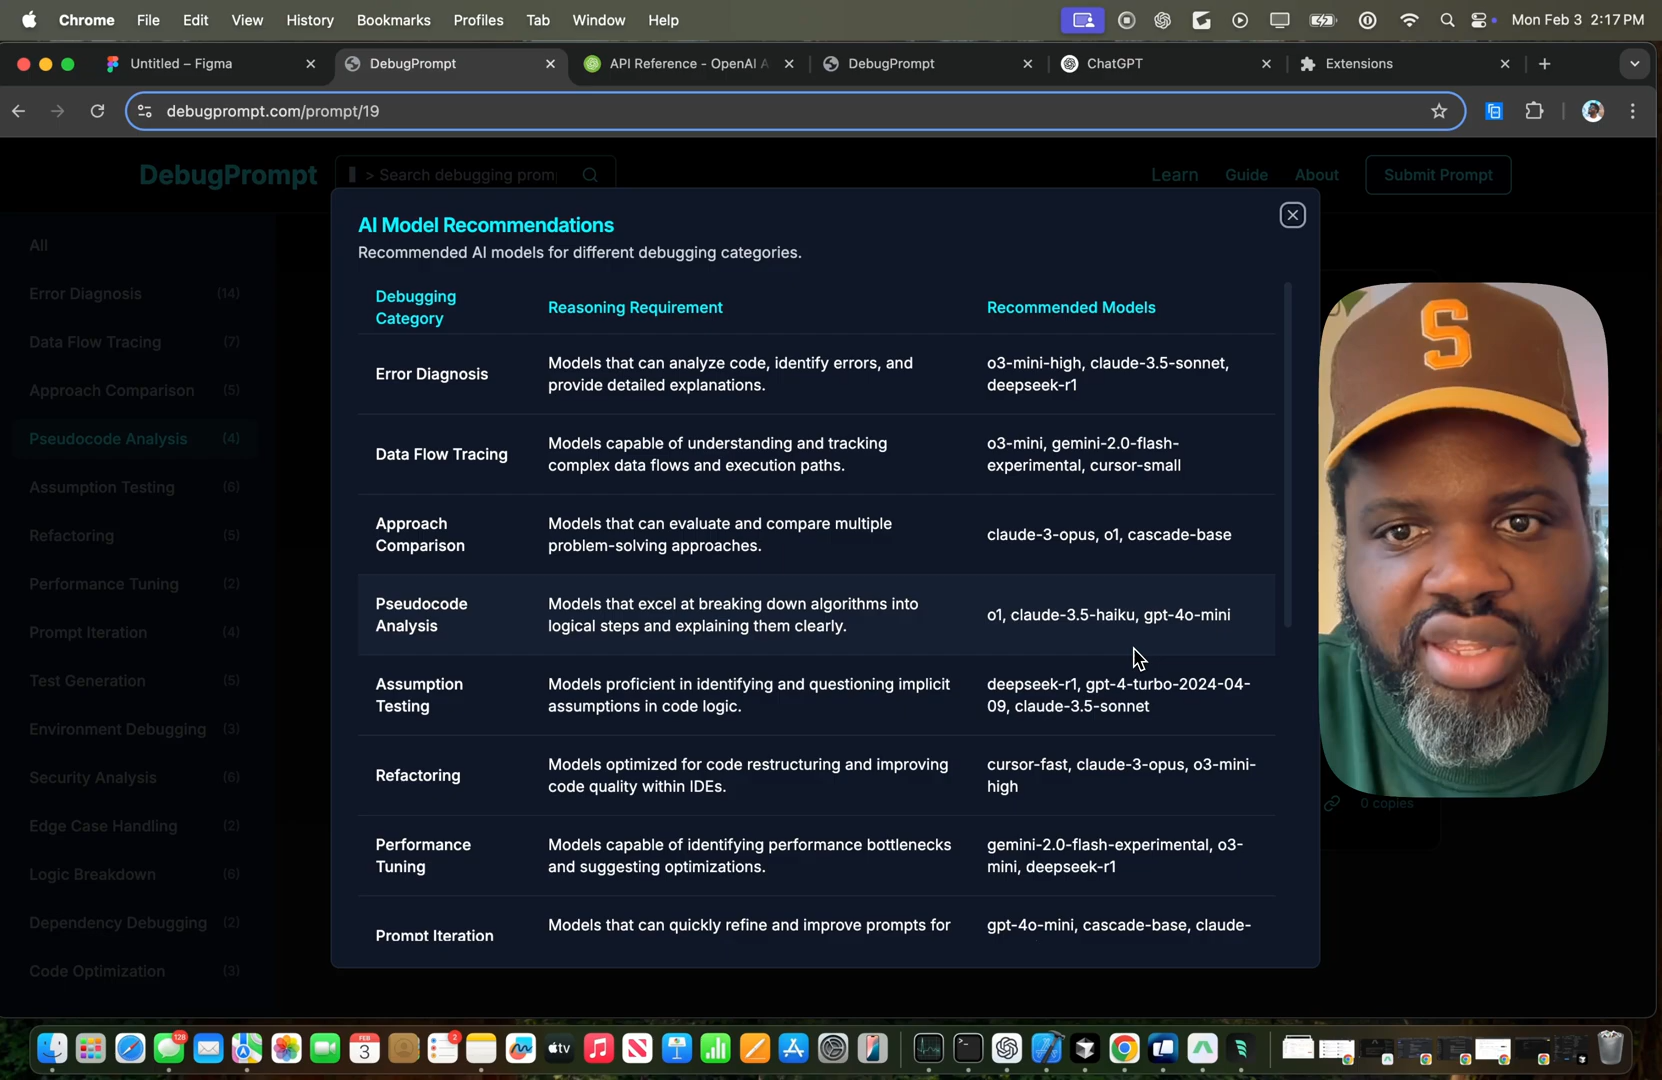 Chrome File Edit View History Bookmarks Profiles Tab Window Help Mon Feb 3 2:17 PM
Untitled – Figma DebugPrompt API Reference - OpenAI A DebugPrompt ChatGPT Extensions
debugprompt.com/prompt/19
DebugPrompt > Search debugging promp Learn Guide About Submit Prompt
All
Error Diagnosis (14)
Data Flow Tracing (7)
Approach Comparison (5)
Pseudocode Analysis (4)
Assumption Testing (6)
Refactoring (5)
Performance Tuning (2)
Prompt Iteration (4)
Test Generation (5)
Environment Debugging (3)
Security Analysis (6)
Edge Case Handling (2)
Logic Breakdown (6)
Dependency Debugging (2)
Code Optimization (3)
AI Model Recommendations
Recommended AI models for different debugging categories.
Debugging
Category
Reasoning Requirement
Recommended Models
Error Diagnosis
Models that can analyze code, identify errors, and
provide detailed explanations.
o3-mini-high, claude-3.5-sonnet,
deepseek-r1
Data Flow Tracing
Models capable of understanding and tracking
complex data flows and execution paths.
o3-mini, gemini-2.0-flash-
experimental, cursor-small
Approach
Comparison
Models that can evaluate and compare multiple
problem-solving approaches.
claude-3-opus, o1, cascade-base
Pseudocode
Analysis
Models that excel at breaking down algorithms into
logical steps and explaining them clearly.
o1, claude-3.5-haiku, gpt-4o-mini
Assumption
Testing
Models proficient in identifying and questioning implicit
assumptions in code logic.
deepseek-r1, gpt-4-turbo-2024-04-
09, claude-3.5-sonnet
Refactoring
Models optimized for code restructuring and improving
code quality within IDEs.
cursor-fast, claude-3-opus, o3-mini-
high
Performance
Tuning
Models capable of identifying performance bottlenecks
and suggesting optimizations.
gemini-2.0-flash-experimental, o3-
mini, deepseek-r1
Prompt Iteration
Models that can quickly refine and improve prompts for
gpt-4o-mini, cascade-base, claude-
S
0 copies
128
FEB
3
2
tv